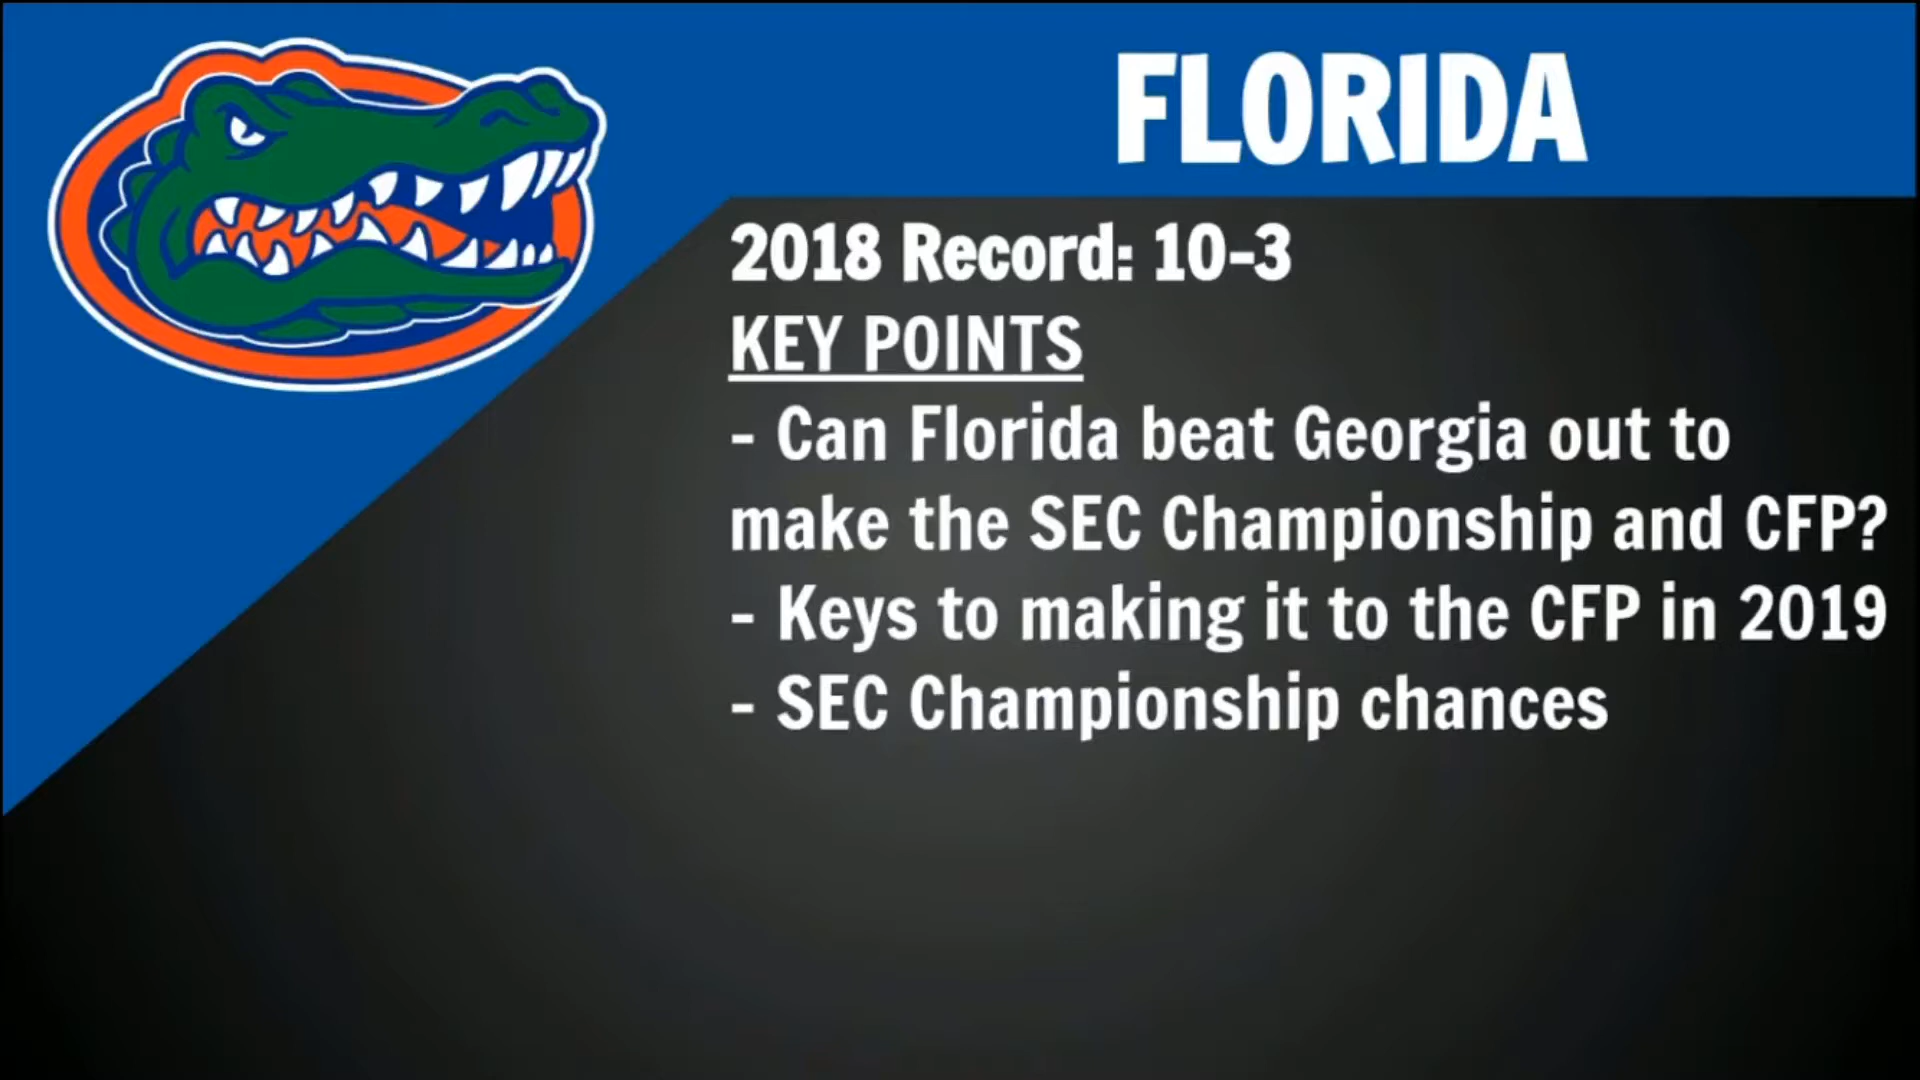 FLORIDA
2018 Record: 10-3
KEY POINTS
- Can Florida beat Georgia out to
make the SEC Championship and CFP?
- Keys to making it to the CFP in 2019
- SEC Championship chances